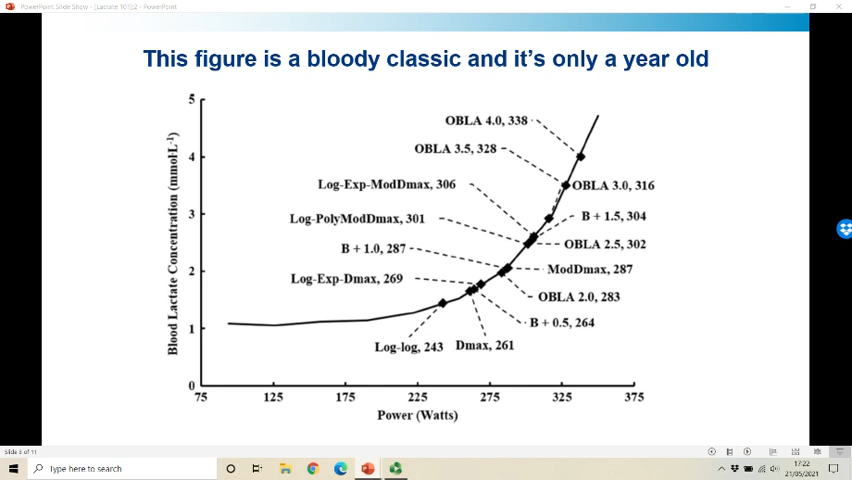 PowerPoint Slide Show - [Lactate 101]:2 - PowerPoint
This figure is a bloody classic and it's only a year old
5
OBLA 4.0, 338
OBLA 3.5, 328
4
Log-Exp-ModDmax, 306
OBLA 3.0, 316
3
Log-PolyModDmax, 301
B + 1.5, 304
OBLA 2.5, 302
B + 1.0, 287
2
ModDmax, 287
Log-Exp-Dmax, 269
OBLA 2.0, 283
B + 0.5, 264
1
Log-log, 243
Dmax, 261
0
Blood Lactate Concentration (mmol·L-1)
75 125 175 225 275 325 375
Power (Watts)
Slide 3 of 11
Type here to search
17:22
21/05/2021